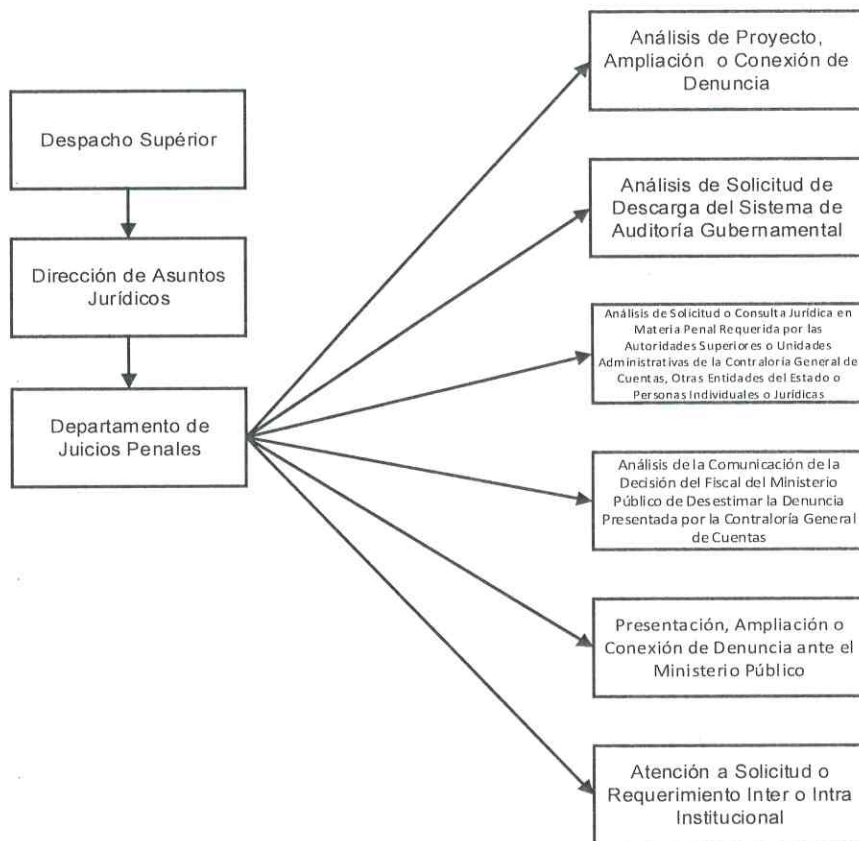 Despacho Supérior
Dirección de Asuntos
Jurídicos
Departamento de
Juicios Penales
Análisis de Proyecto,
Ampliación o Conexión de
Denuncia
Análisis de Solicitud de
Descarga del Sistema de
Auditoría Gubernamental
Análisis de Solicitud o Consulta Jurídica en
Materia Penal Requerida por las
Autoridades Superiores o Unidades
Administrativas de la Contraloría General de
Cuentas, Otras Entidades del Estado o
Personas Individuales o Jurídicas
Análisis de la Comunicación de la
Decisión del Fiscal del Ministerio
Público de Desestimar la Denuncia
Presentada por la Contraloría General
de Cuentas
Presentación, Ampliación o
Conexión de Denuncia ante el
Ministerio Público
Atención a Solicitud o
Requerimiento Inter o Intra
Institucional